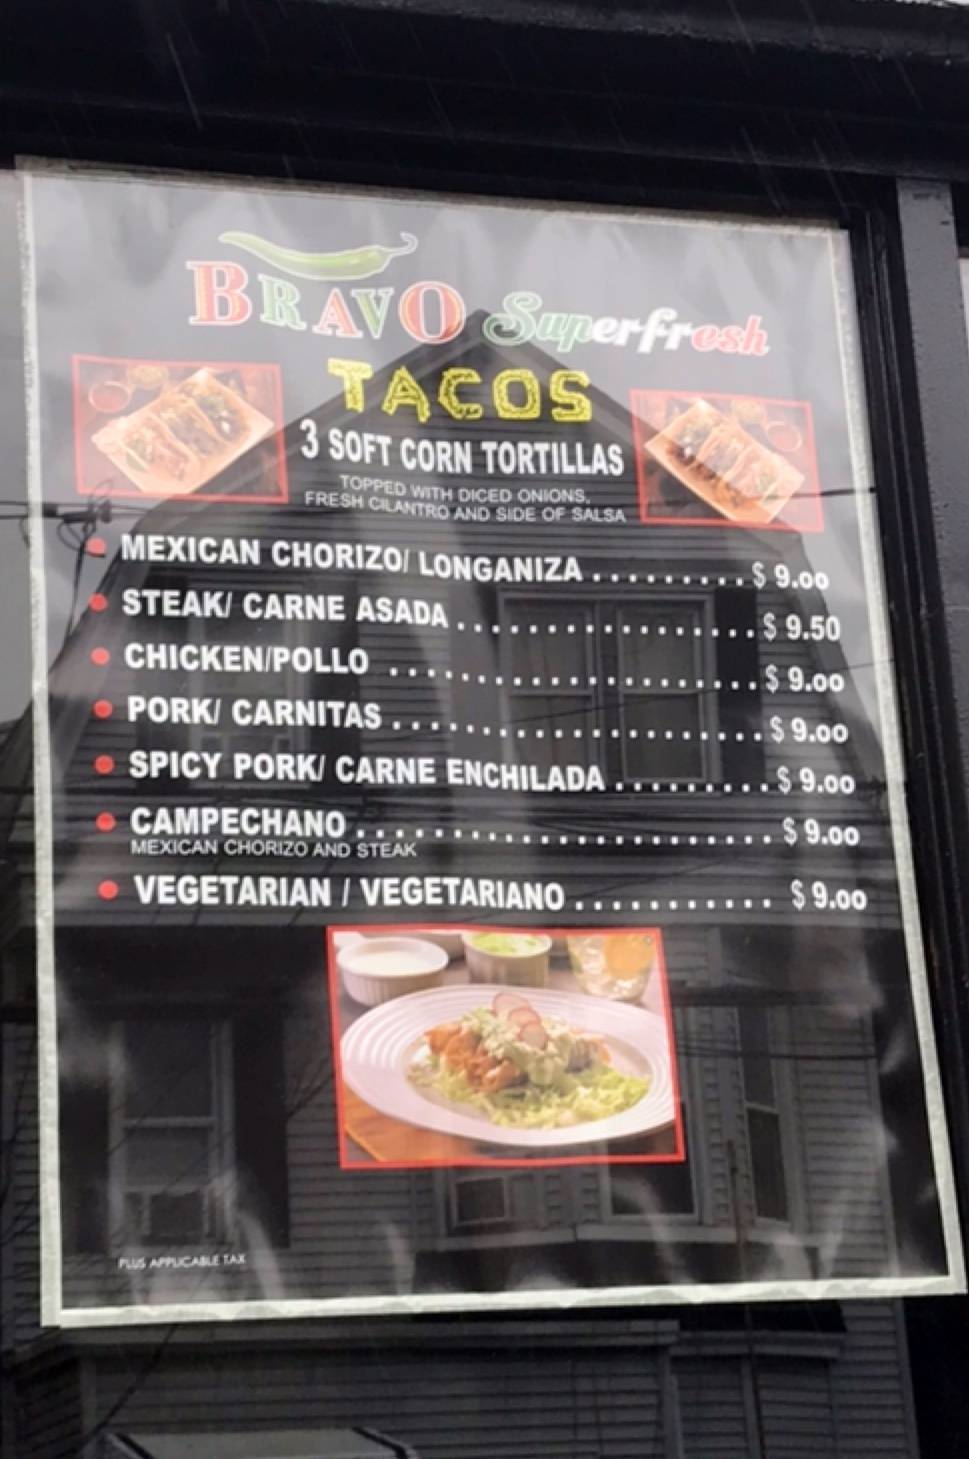 BRAVO Superfresh
TACOS
3 SOFT CORN TORTILLAS
TOPPED WITH DICED ONIONS,
FRESH CILANTRO AND SIDE OF SALSA
MEXICAN CHORIZO/ LONGANIZA ......... $ 9.00
STEAK/ CARNE ASADA .................. $ 9.50
CHICKEN/POLLO ...................... $ 9.00
PORK/ CARNITAS ...................... $ 9.00
SPICY PORK/ CARNE ENCHILADA ......... $ 9.00
CAMPECHANO ......................... $ 9.00
MEXICAN CHORIZO AND STEAK
VEGETARIAN / VEGETARIANO ........... $ 9.00
PLUS APPLICABLE TAX